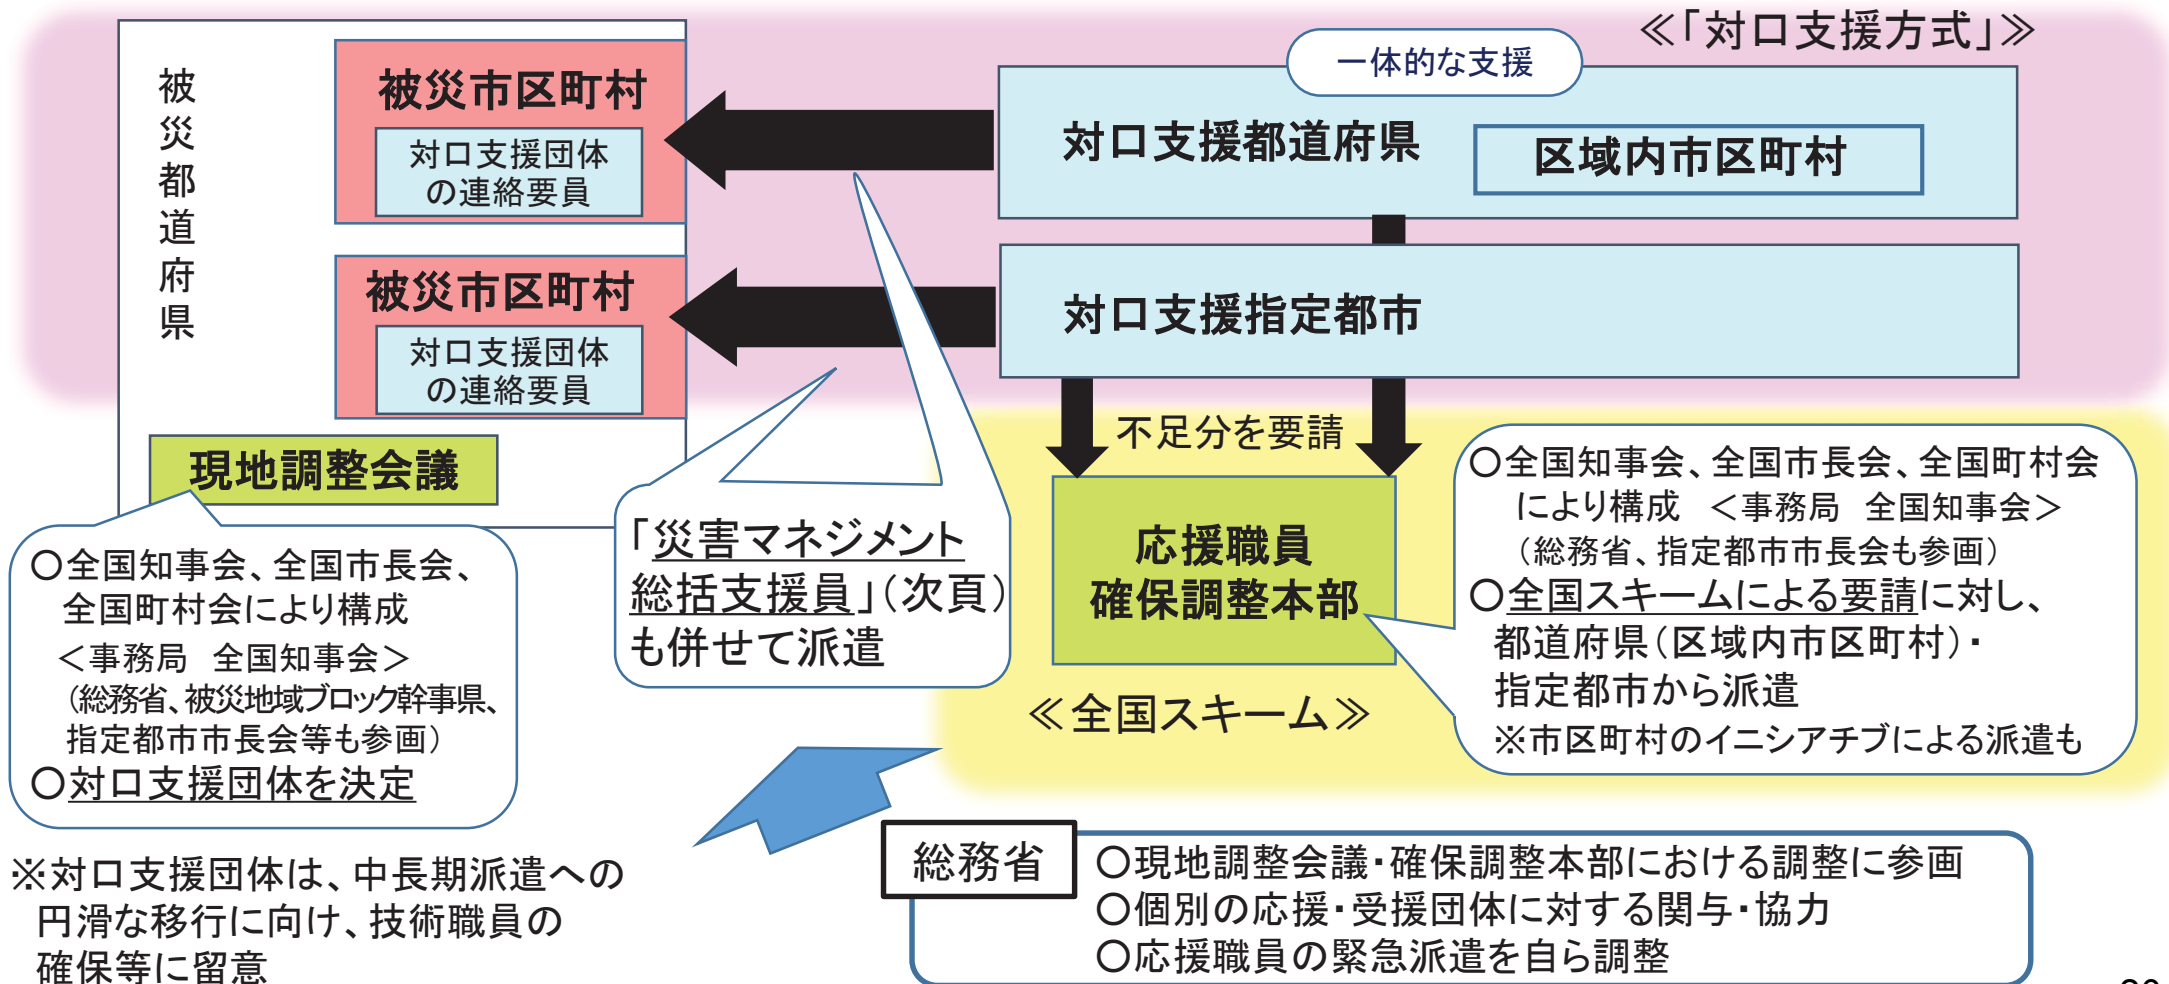 ≪「対口支援方式」≫
一体的な支援
被災都道府県
被災市区町村
対口支援団体
の連絡要員
対口支援都道府県
区域内市区町村
被災市区町村
対口支援団体
の連絡要員
対口支援指定都市
現地調整会議
不足分を要請
〇全国知事会、全国市長会、
全国町村会により構成
＜事務局　全国知事会＞
（総務省、被災地域ブロック幹事県、
指定都市市長会等も参画）
〇対口支援団体を決定
「災害マネジメント
総括支援員」（次頁）
も併せて派遣
応援職員
確保調整本部
≪全国スキーム≫
〇全国知事会、全国市長会、全国町村会
により構成　＜事務局　全国知事会＞
（総務省、指定都市市長会も参画）
〇全国スキームによる要請に対し、
都道府県（区域内市区町村）・
指定都市から派遣
※市区町村のイニシアチブによる派遣も
※対口支援団体は、中長期派遣への
円滑な移行に向け、技術職員の
確保等に留意
総務省
〇現地調整会議・確保調整本部における調整に参画
〇個別の応援・受援団体に対する関与・協力
〇応援職員の緊急派遣を自ら調整